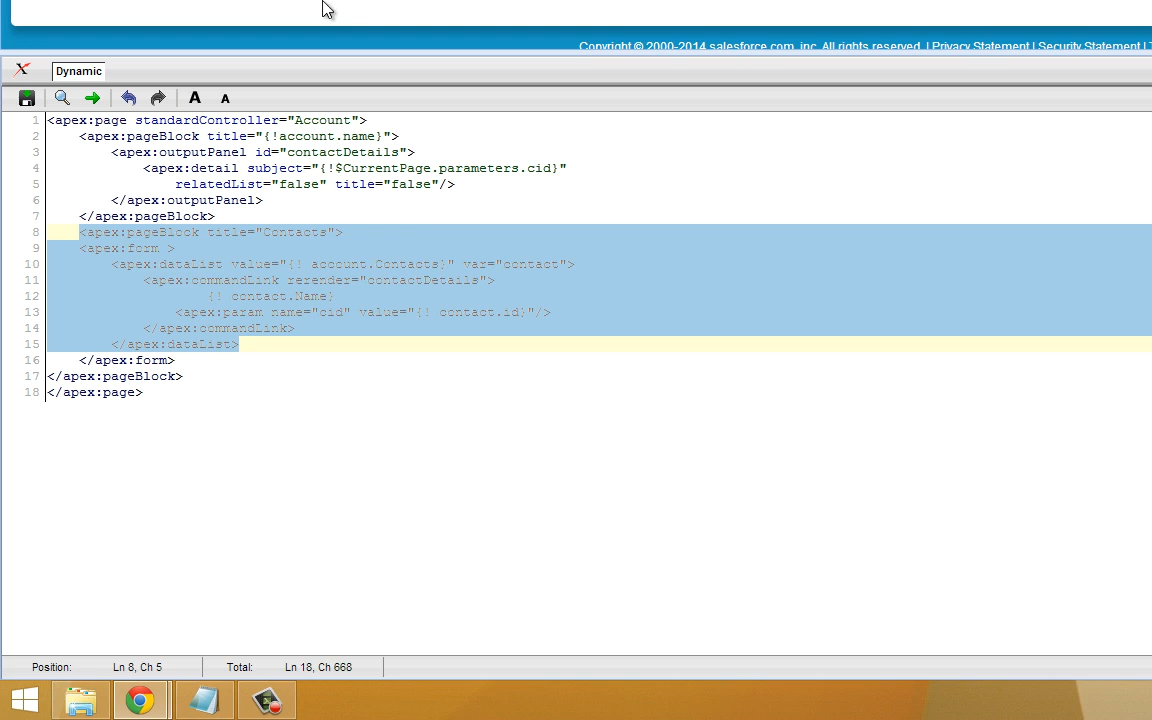 Copyright © 2000-2014 salesforce.com, inc. All rights reserved. | Privacy Statement | Security Statement |
Dynamic
A A
1 <apex:page standardController="Account">
2 <apex:pageBlock title="{!account.name}">
3 <apex:outputPanel id="contactDetails">
4 <apex:detail subject="{!$CurrentPage.parameters.cid}"
5 relatedList="false" title="false"/>
6 </apex:outputPanel>
7 </apex:pageBlock>
8 <apex:pageBlock title="Contacts">
9 <apex:form >
10 <apex:dataList value="{! account.Contacts}" var="contact">
11 <apex:commandLink rerender="contactDetails">
12 {! contact.Name}
13 <apex:param name="cid" value="{! contact.id}"/>
14 </apex:commandLink>
15 </apex:dataList>
16 </apex:form>
17 </apex:pageBlock>
18 </apex:page>
Position: Ln 8, Ch 5 Total: Ln 18, Ch 668